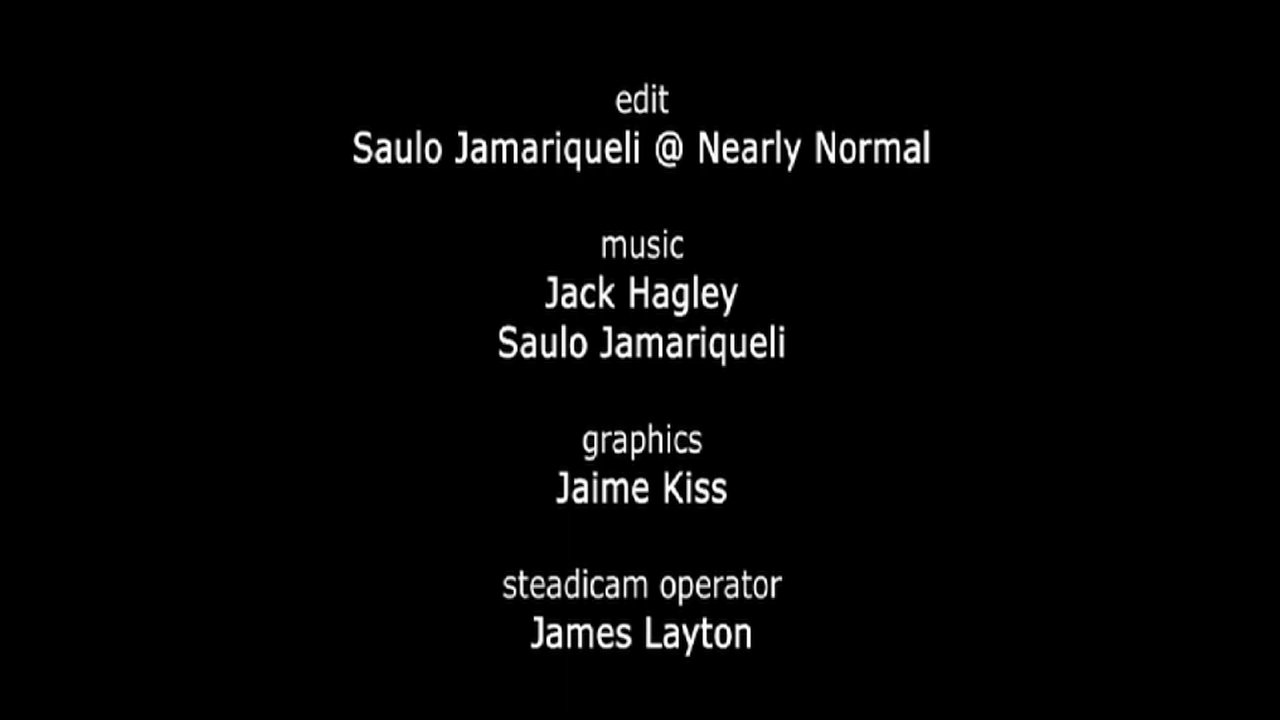 edit
Saulo Jamariqueli @ Nearly Normal
music
Jack Hagley
Saulo Jamariqueli
graphics
Jaime Kiss
steadicam operator
James Layton